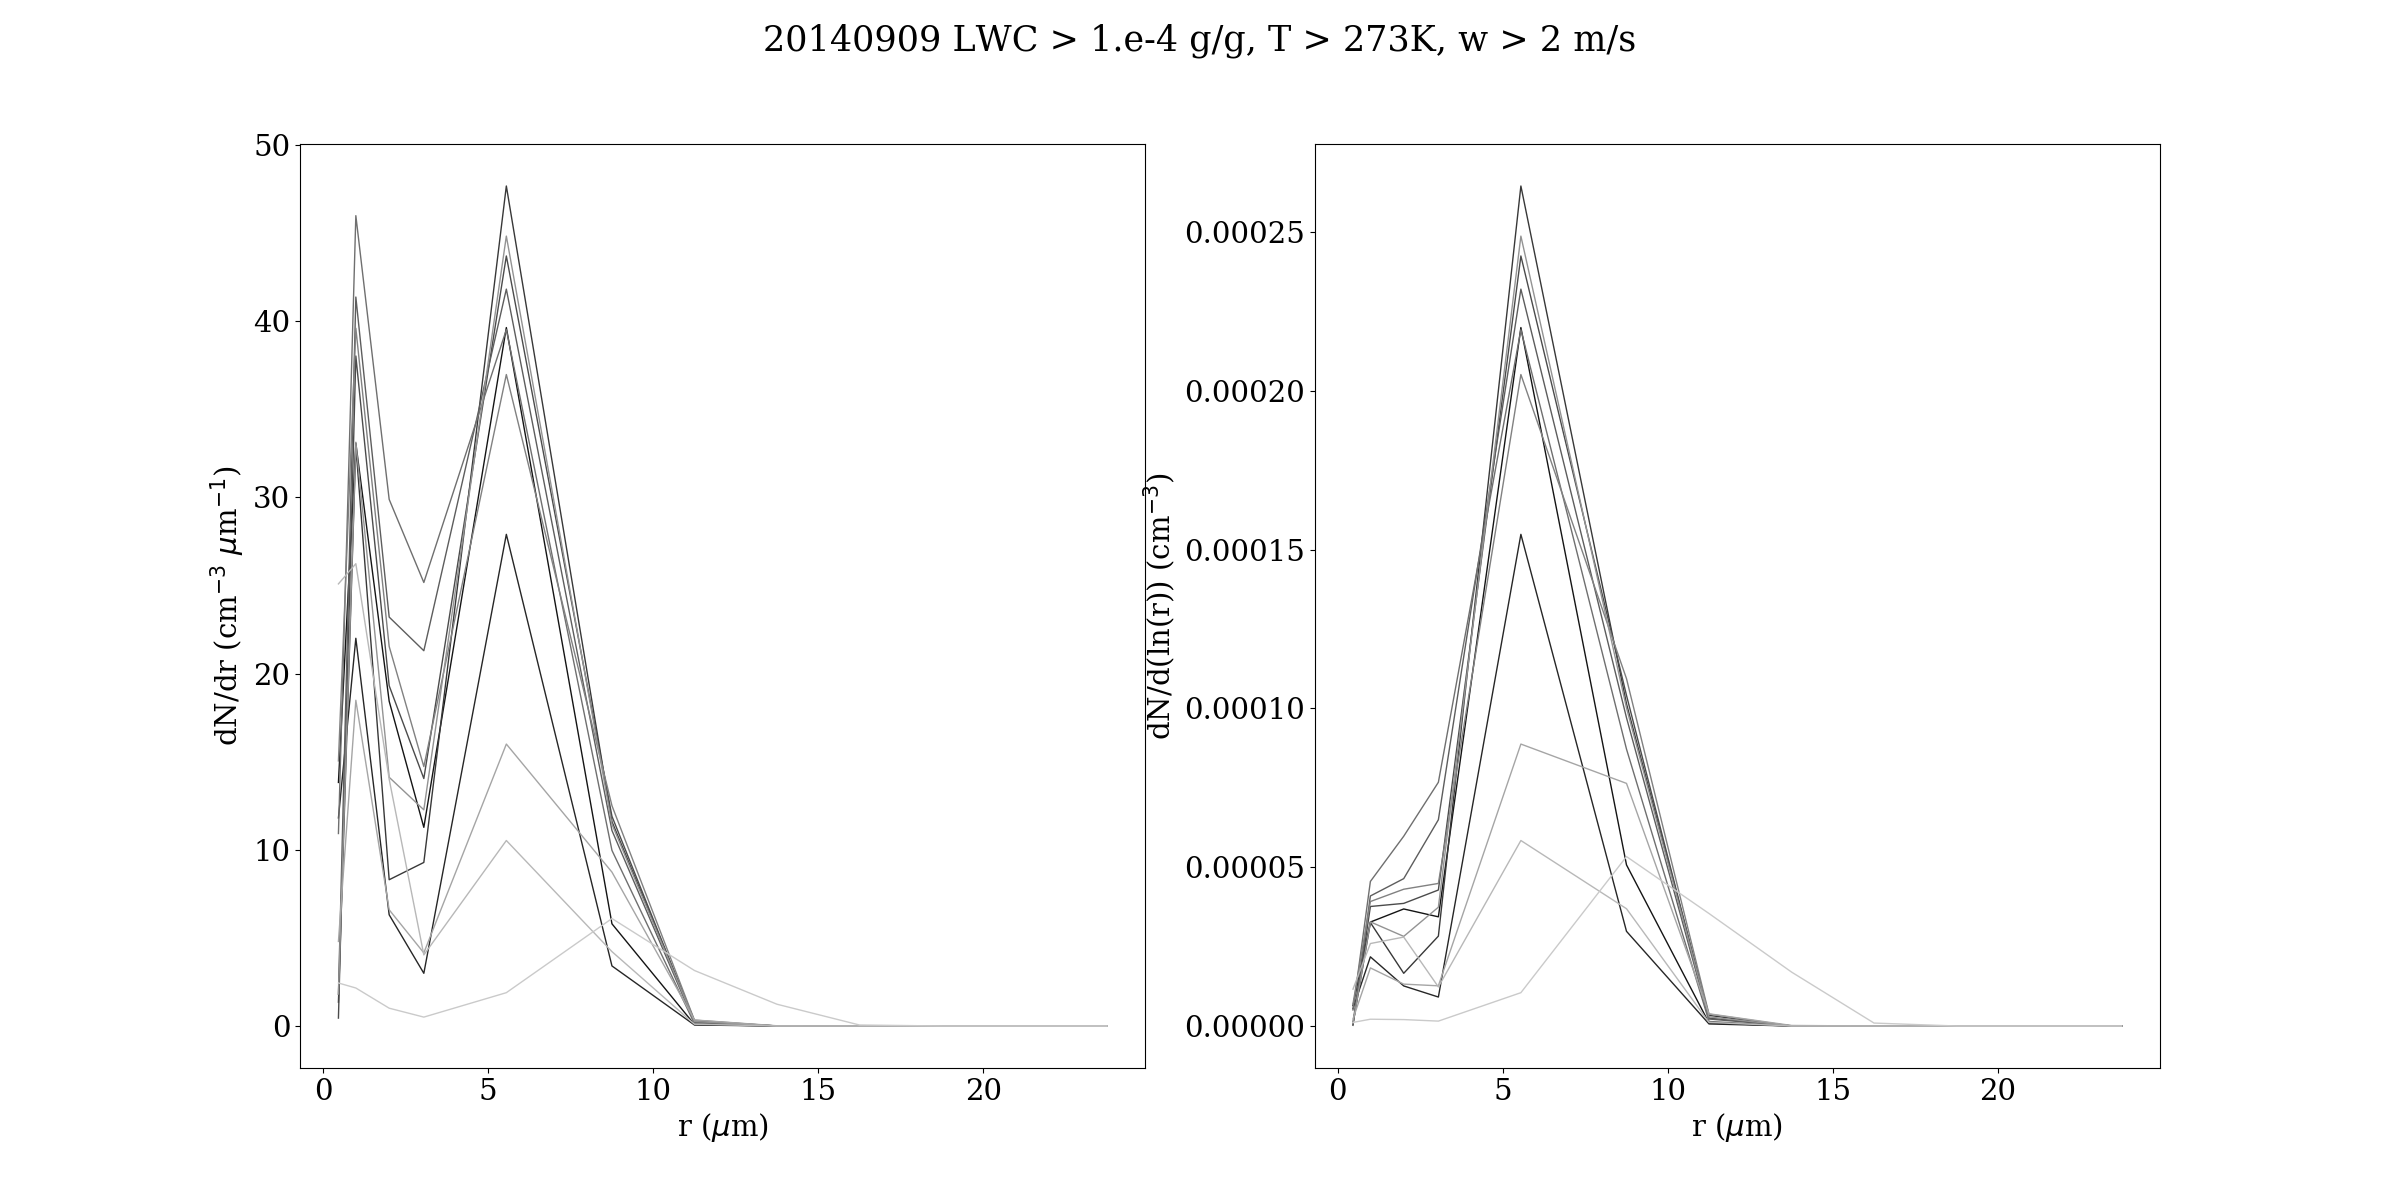 20140909 LWC > 1.e-4 g/g, T > 273K, w > 2 m/s
dN/dr (cm⁻³ μm⁻¹)
50
40
30
20
10
0
0 5 10 15 20
r (μm)
dN/d(ln(r)) (cm⁻³)
0.00025
0.00020
0.00015
0.00010
0.00005
0.00000
0 5 10 15 20
r (μm)